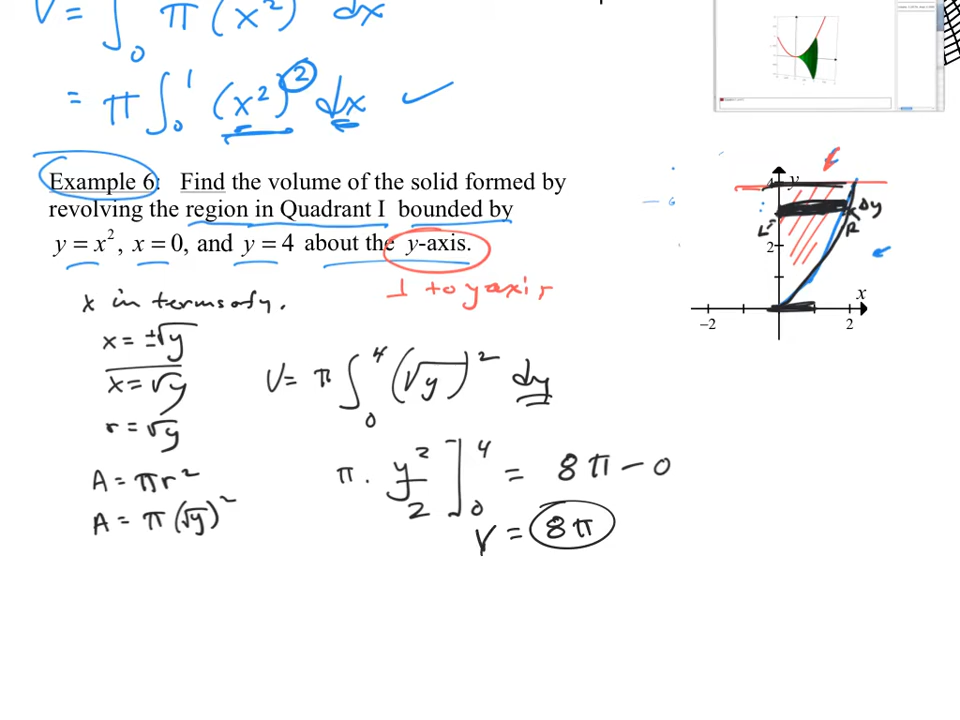 V = ∫₀ π(x²) dx
= π ∫₀¹ (x²)² dx ✓
Example 6: Find the volume of the solid formed by
revolving the region in Quadrant I bounded by
y = x², x = 0, and y = 4 about the y-axis.
⊥ to y axis
x in terms of y.
x = ±√y
x = √y
r = √y
A = πr²
A = π(√y)²
V = π ∫₀⁴ (√y)² dy
π · y²/2 ]₀⁴ = 8π − 0
V = 8π
4 y
Δy
L
R
2
x
−2 2